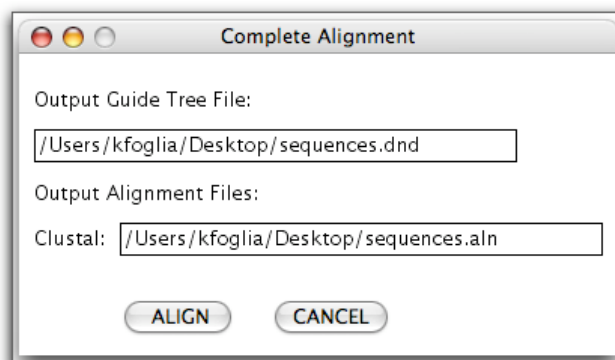 Complete Alignment
Output Guide Tree File:
/Users/kfoglia/Desktop/sequences.dnd
Output Alignment Files:
Clustal: /Users/kfoglia/Desktop/sequences.aln
ALIGN CANCEL